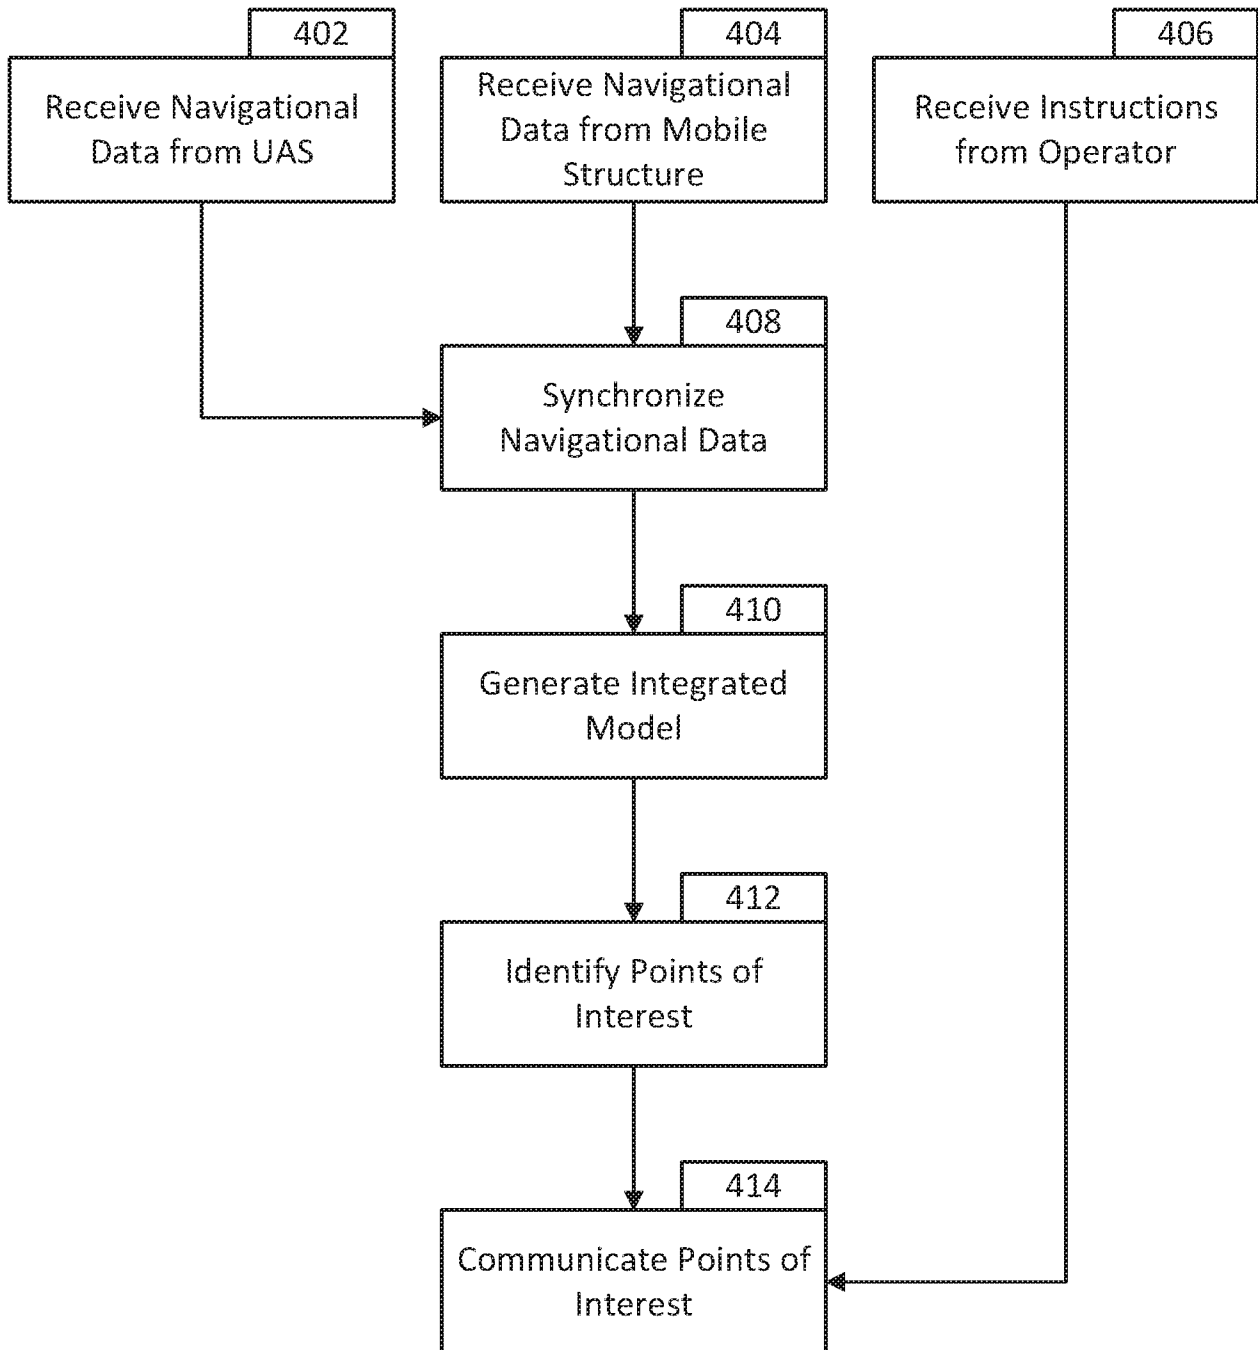 402
Receive Navigational
Data from UAS
404
Receive Navigational
Data from Mobile
Structure
406
Receive Instructions
from Operator
408
Synchronize
Navigational Data
410
Generate Integrated
Model
412
Identify Points of
Interest
414
Communicate Points of
Interest